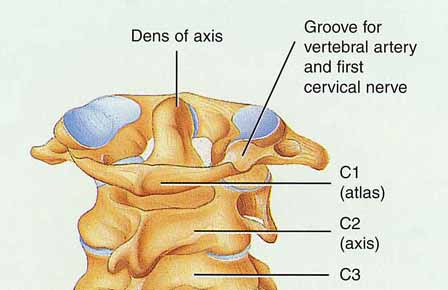 Dens of axis
Groove for
vertebral artery
and first
cervical nerve
C1
(atlas)
C2
(axis)
C3